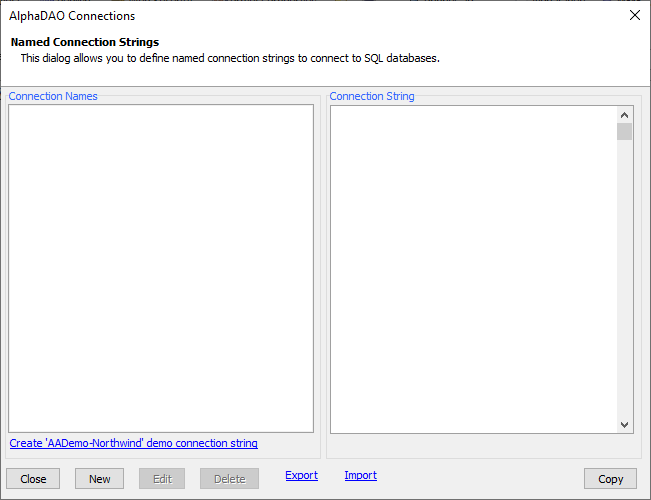 AlphaDAO Connections
Named Connection Strings
This dialog allows you to define named connection strings to connect to SQL databases.
Connection Names
Connection String
Create 'AADemo-Northwind' demo connection string
Close
New
Edit
Delete
Export
Import
Copy